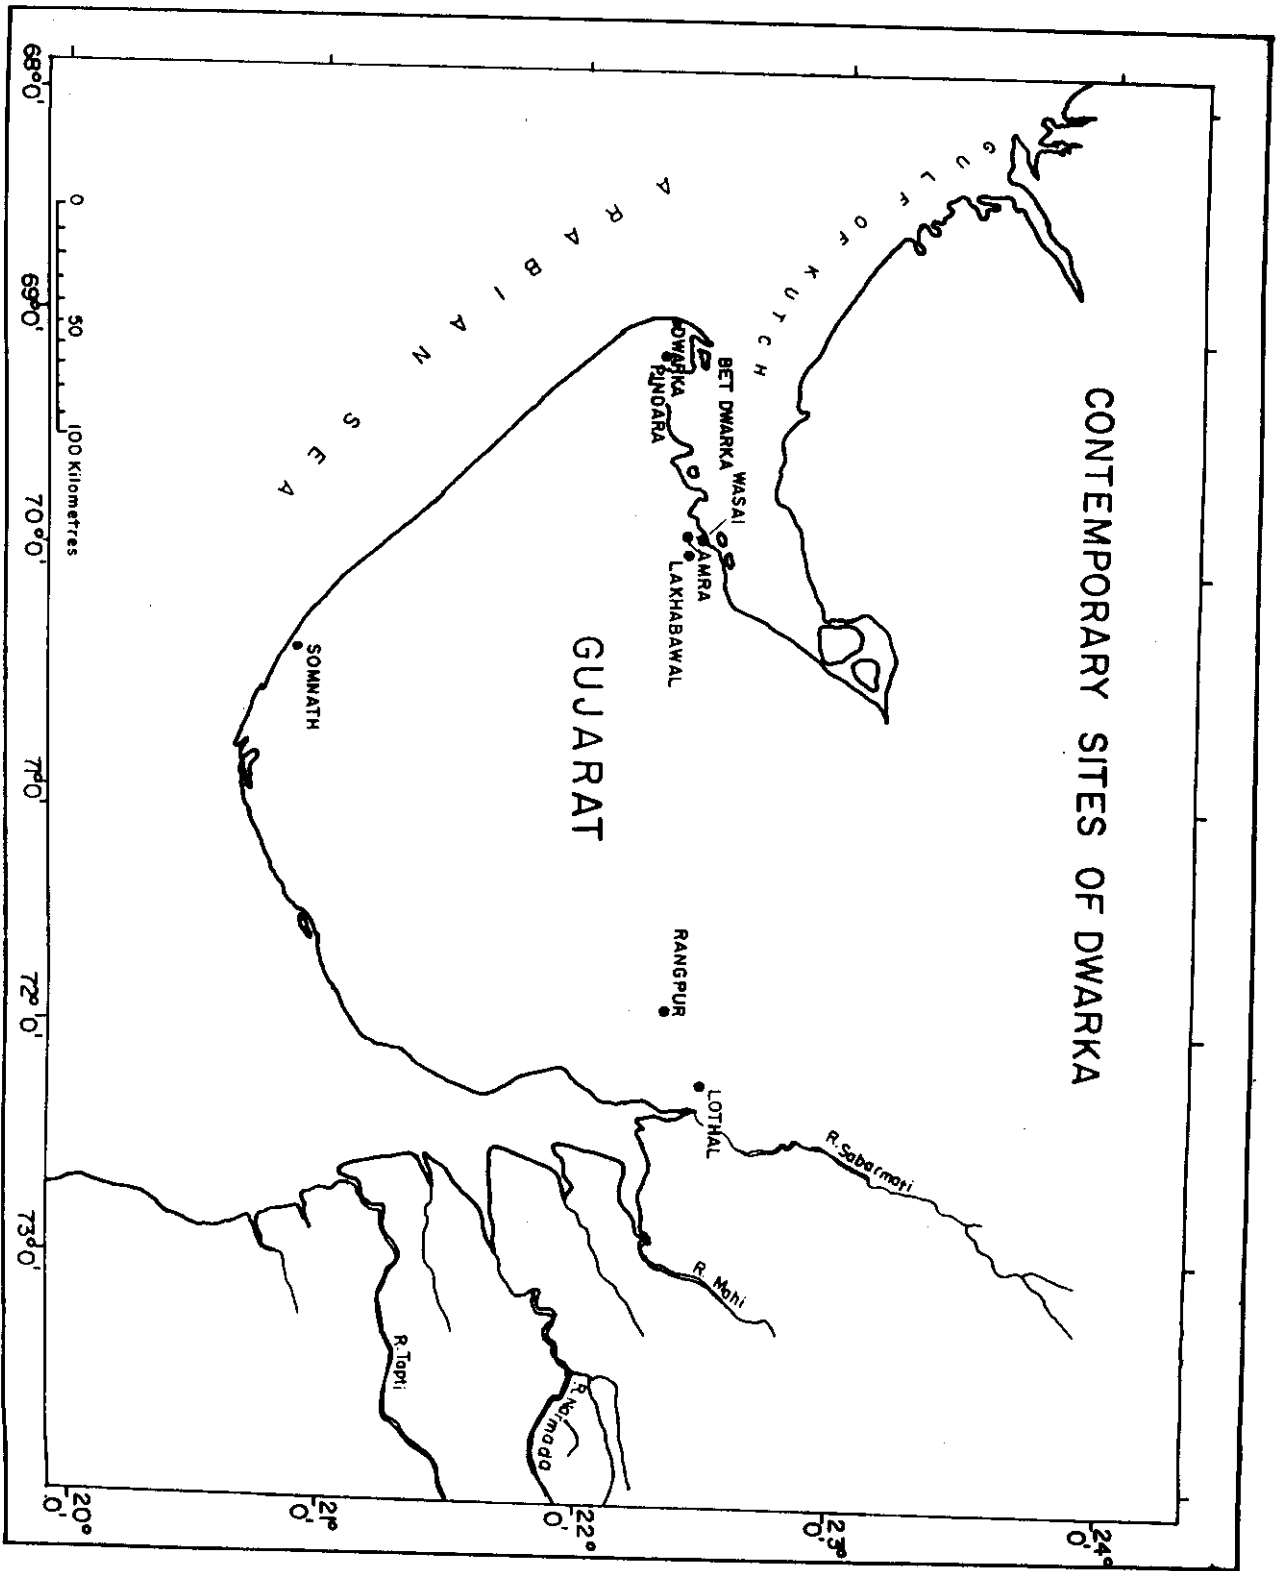 CONTEMPORARY SITES OF DWARKA
GULF OF KUTCH
ARABIAN SEA
BET DWARKA
WASAI
DWARKA
PINDARA
AMRA
LAKHABAWAL
GUJARAT
SOMNATH
RANGPUR
LOTHAL
R. Sabarmati
R. Mahi
R. Narmada
R. Tapti
24° 0'
23° 0'
22° 0'
21° 0'
20° 0'
0 50 100 Kilometres
68°0' 69°0' 70°0' 71°0' 72°0' 73°0'